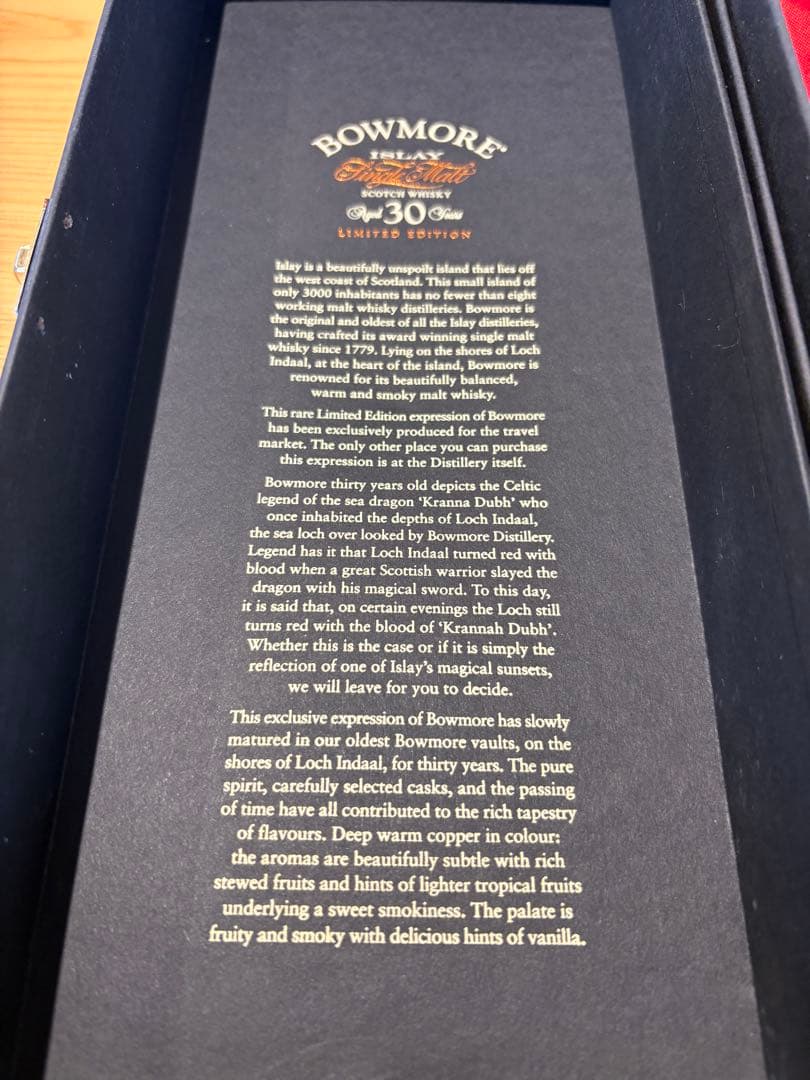 BOWMORE®
ISLAY
Single Malt
SCOTCH WHISKY
Aged 30 Years
LIMITED EDITION
Islay is a beautifully unspoilt island that lies off
the west coast of Scotland. This small island of
only 3000 inhabitants has no fewer than eight
working malt whisky distilleries. Bowmore is
the original and oldest of all the Islay distilleries,
having crafted its award winning single malt
whisky since 1779. Lying on the shores of Loch
Indaal, at the heart of the island, Bowmore is
renowned for its beautifully balanced,
warm and smoky malt whisky.
This rare Limited Edition expression of Bowmore
has been exclusively produced for the travel
market. The only other place you can purchase
this expression is at the Distillery itself.
Bowmore thirty years old depicts the Celtic
legend of the sea dragon ‘Kranna Dubh’ who
once inhabited the depths of Loch Indaal,
the sea loch over looked by Bowmore Distillery.
Legend has it that Loch Indaal turned red with
blood when a great Scottish warrior slayed the
dragon with his magical sword. To this day,
it is said that, on certain evenings the Loch still
turns red with the blood of ‘Krannah Dubh’.
Whether this is the case or if it is simply the
reflection of one of Islay’s magical sunsets,
we will leave for you to decide.
This exclusive expression of Bowmore has slowly
matured in our oldest Bowmore vaults, on the
shores of Loch Indaal, for thirty years. The pure
spirit, carefully selected casks, and the passing
of time have all contributed to the rich tapestry
of flavours. Deep warm copper in colour:
the aromas are beautifully subtle with rich
stewed fruits and hints of lighter tropical fruits
underlying a sweet smokiness. The palate is
fruity and smoky with delicious hints of vanilla.